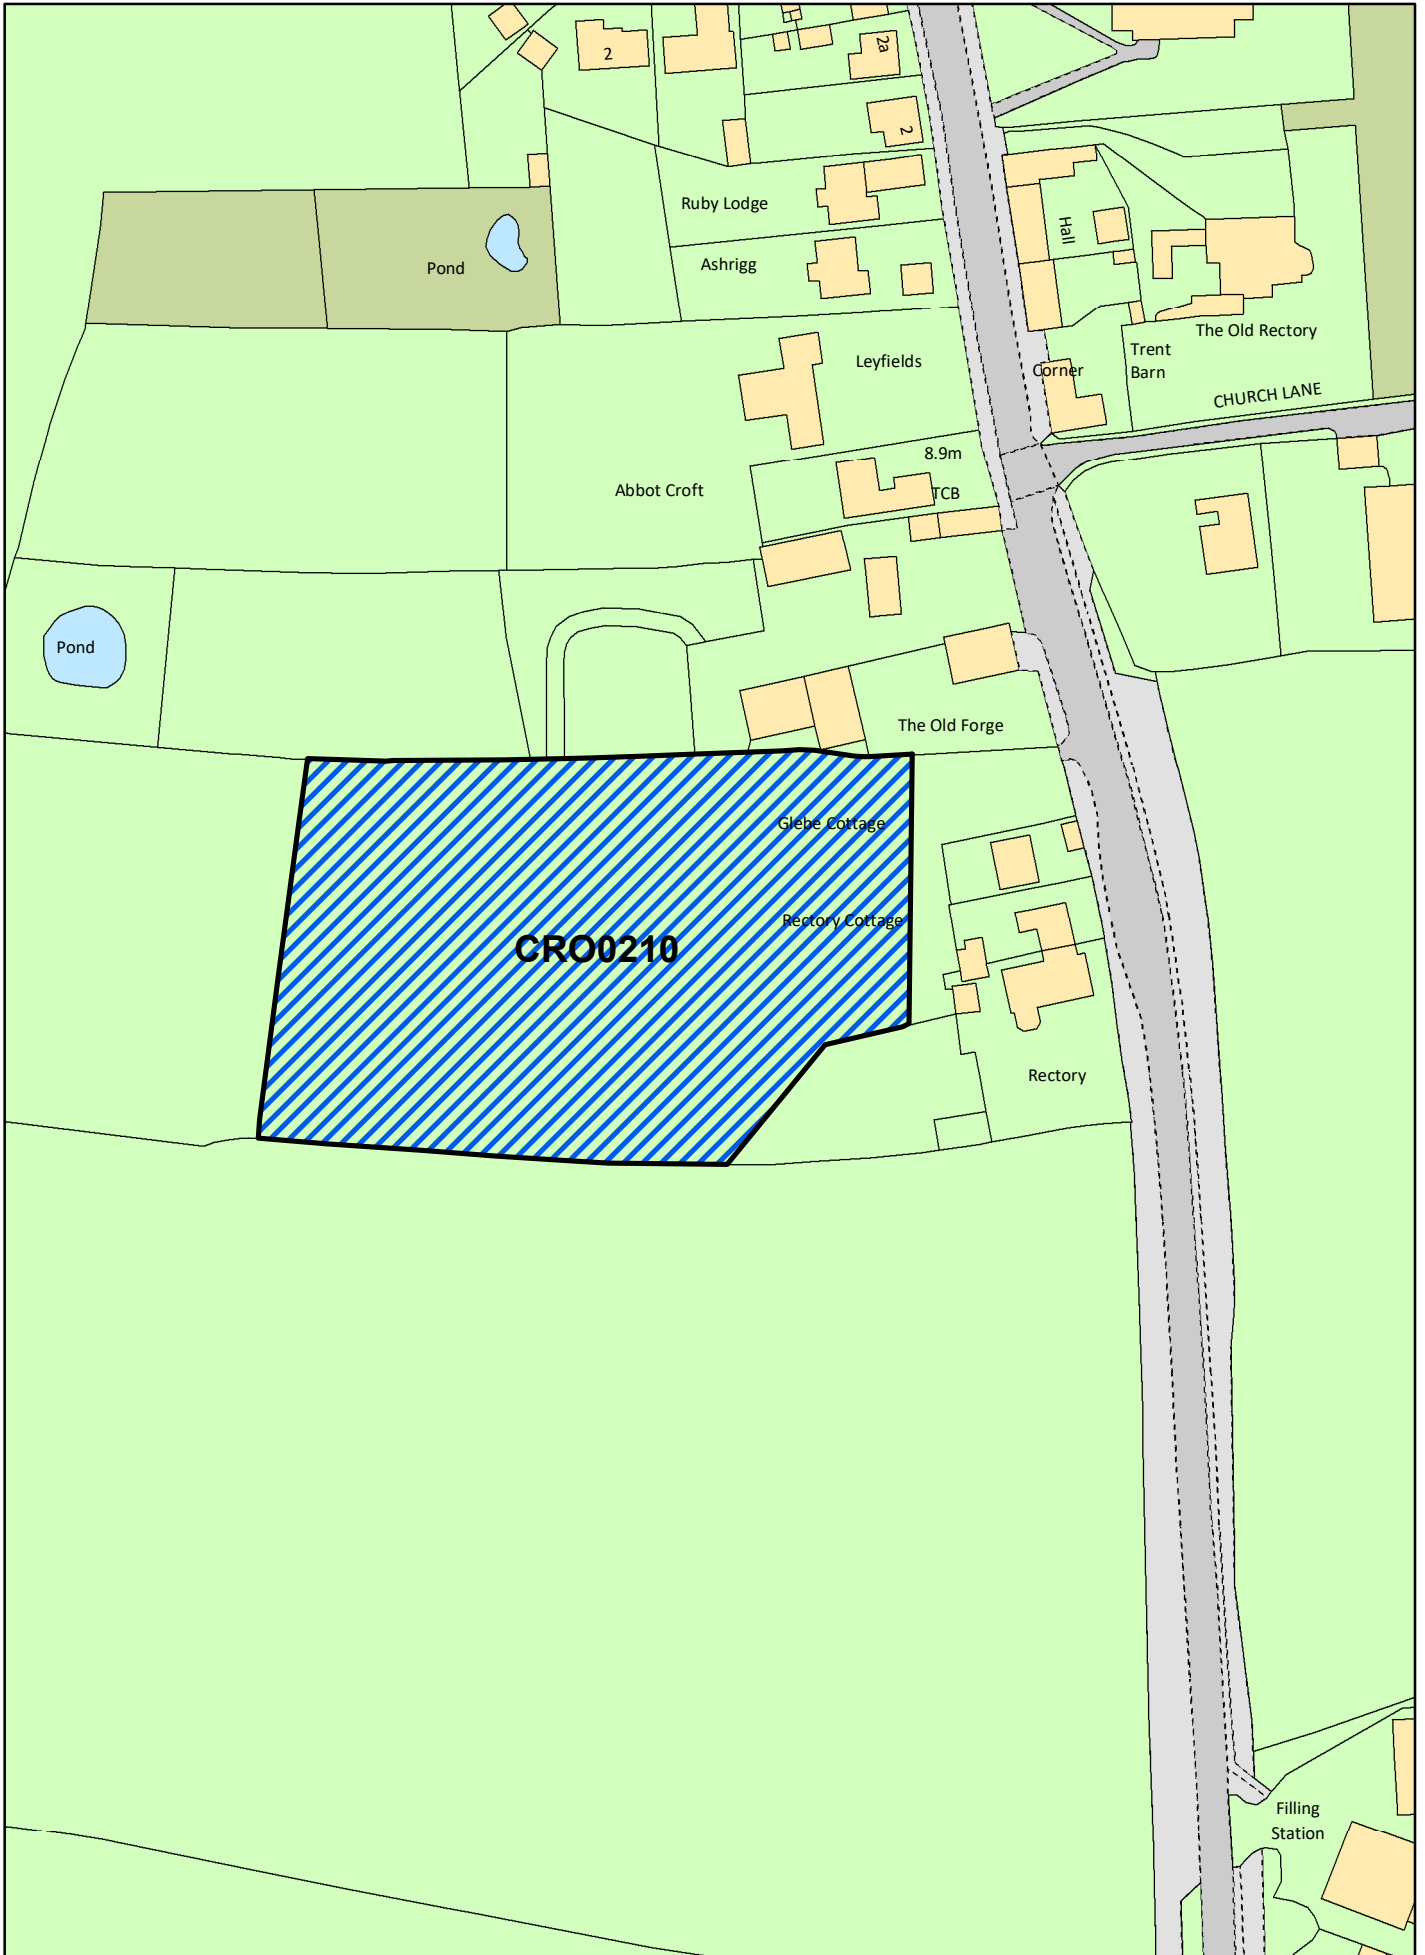 2
2a
2
Ruby Lodge
Hall
Pond
Ashrigg
The Old Rectory
Trent
Barn
Leyfields
Corner
CHURCH LANE
8.9m
Abbot Croft
TCB
Pond
The Old Forge
Glebe Cottage
Rectory Cottage
CRO0210
Rectory
Filling
Station